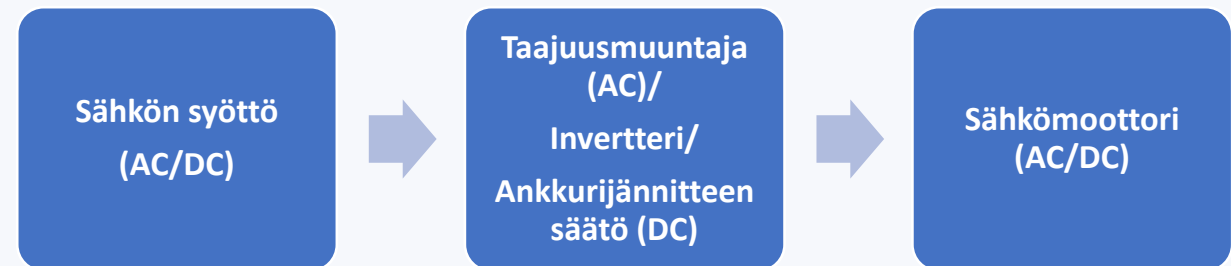 Sähkön syöttö
(AC/DC)
Taajuusmuuntaja
(AC)/
Invertteri/
Ankkurijännitteen
säätö (DC)
Sähkömoottori
(AC/DC)